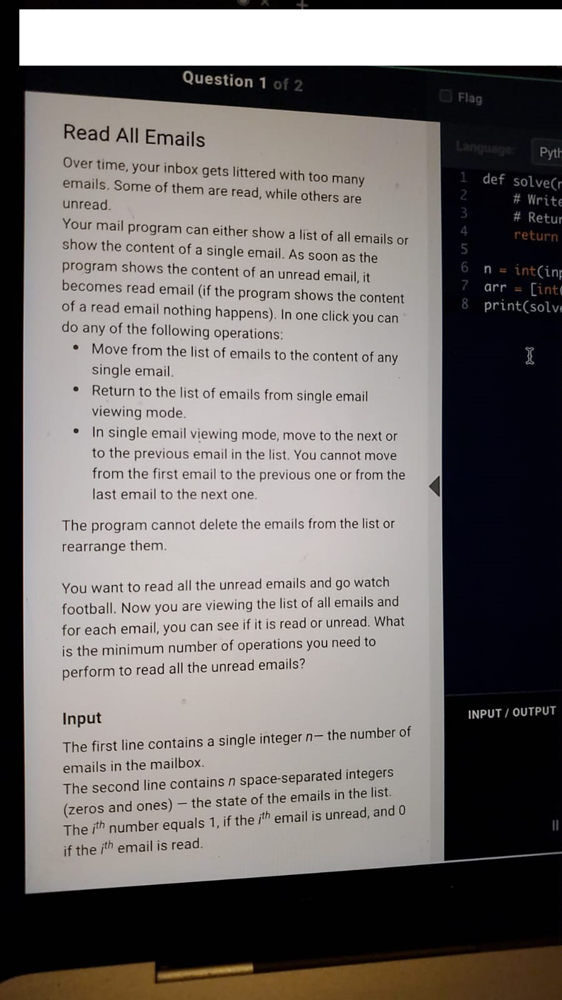 Question 1 of 2
Flag
Read All Emails
Over time, your inbox gets littered with too many
emails. Some of them are read, while others are
unread.
Your mail program can either show a list of all emails or
show the content of a single email. As soon as the
program shows the content of an unread email, it
becomes read email (if the program shows the content
of a read email nothing happens). In one click you can
do any of the following operations:
• Move from the list of emails to the content of any
single email.
• Return to the list of emails from single email
viewing mode.
• In single email viewing mode, move to the next or
to the previous email in the list. You cannot move
from the first email to the previous one or from the
last email to the next one.
The program cannot delete the emails from the list or
rearrange them.
You want to read all the unread emails and go watch
football. Now you are viewing the list of all emails and
for each email, you can see if it is read or unread. What
is the minimum number of operations you need to
perform to read all the unread emails?
Input
The first line contains a single integer n– the number of
emails in the mailbox.
The second line contains n space-separated integers
(zeros and ones) – the state of the emails in the list.
The ith number equals 1, if the ith email is unread, and 0
if the ith email is read.
Language: Pyth
1 def solve(
2 # Write
3 # Retur
4 return
5
6 n = int(inp
7 arr = [int(
8 print(solve
INPUT / OUTPUT